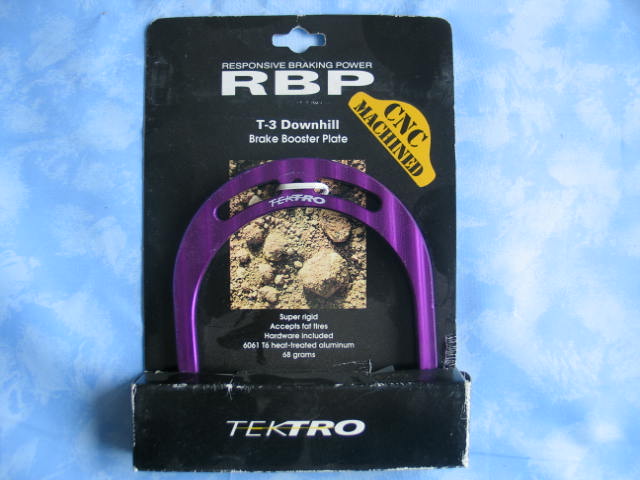 RESPONSIVE BRAKING POWER
RBP
CNC
MACHINED
T-3 Downhill
Brake Booster Plate
TEKTRO
Super rigid
Accepts fat tires
Hardware included
6061 T6 heat-treated aluminum
68 grams
TEKTRO